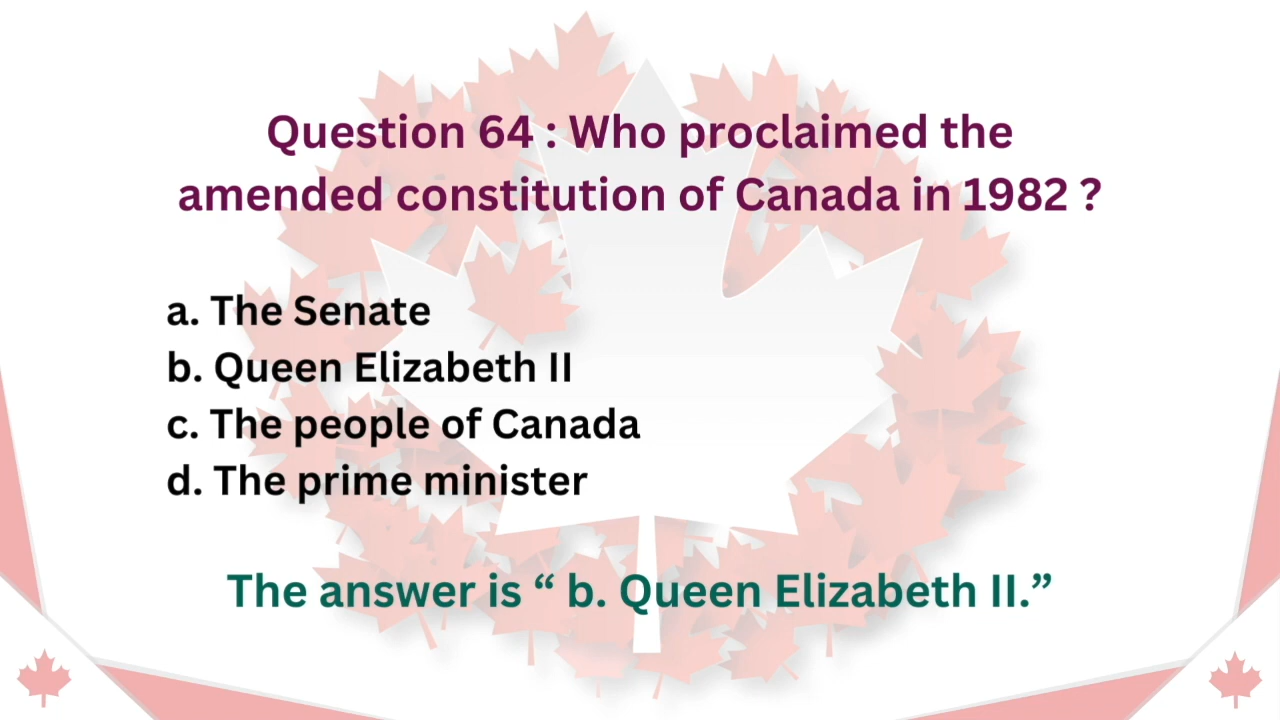 Question 64 : Who proclaimed the
amended constitution of Canada in 1982 ?
a. The Senate
b. Queen Elizabeth II
c. The people of Canada
d. The prime minister
The answer is “ b. Queen Elizabeth II.”